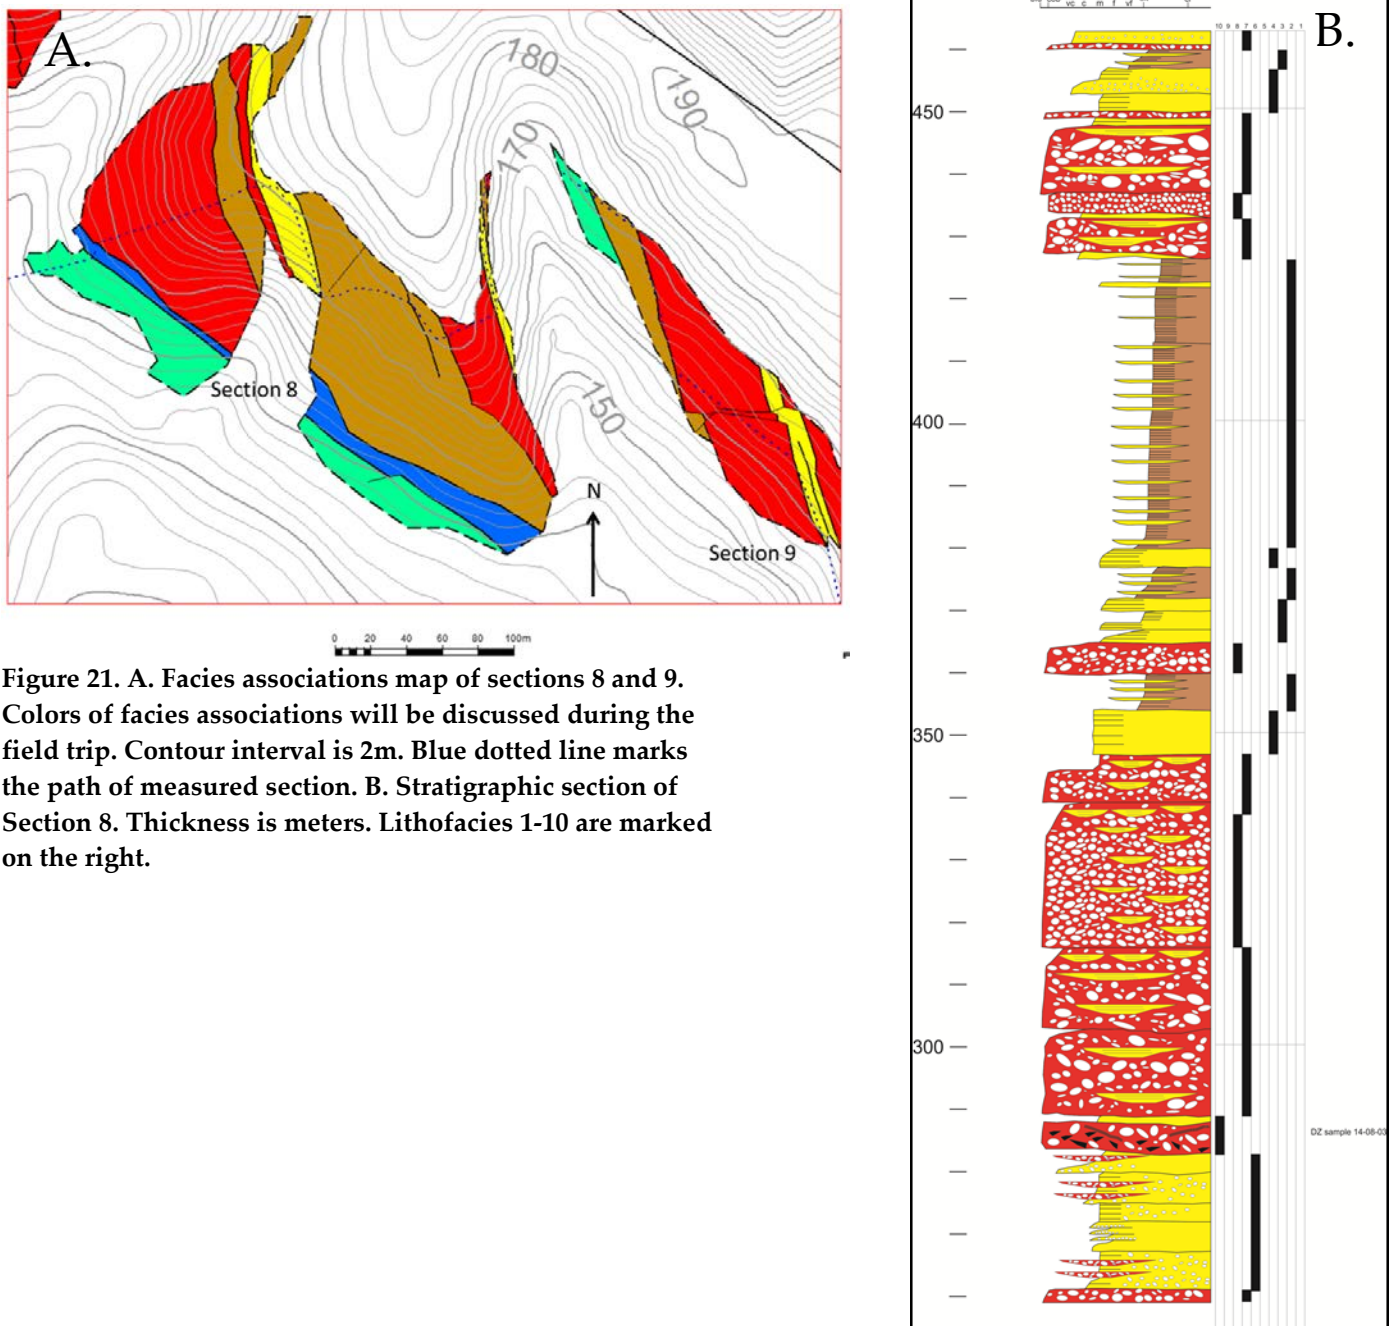 A.
180
190
170
150
Section 8
N
Section 9
0 20 40 60 80 100m
Figure 21. A. Facies associations map of sections 8 and 9.
Colors of facies associations will be discussed during the
field trip. Contour interval is 2m. Blue dotted line marks
the path of measured section. B. Stratigraphic section of
Section 8. Thickness is meters. Lithofacies 1-10 are marked
on the right.
vc c m f vf
10 9 8 7 6 5 4 3 2 1
B.
450
400
350
300
DZ sample 14-08-03